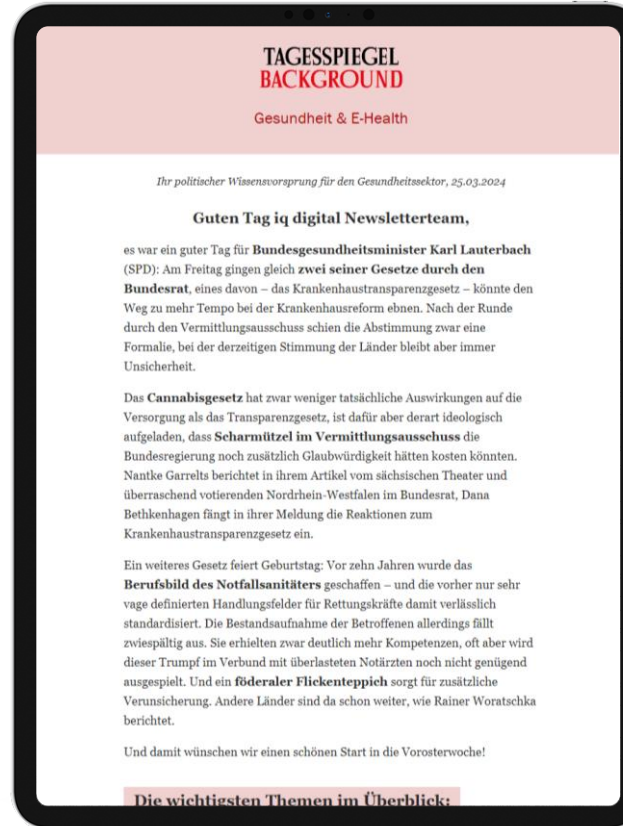 TAGESSPIEGEL
BACKGROUND
Gesundheit & E-Health
Ihr politischer Wissensvorsprung für den Gesundheitssektor, 25.03.2024
Guten Tag iq digital Newsletterteam,
es war ein guter Tag für Bundesgesundheitsminister Karl Lauterbach
(SPD): Am Freitag gingen gleich zwei seiner Gesetze durch den
Bundesrat, eines davon – das Krankenhaustransparenzgesetz – könnte den
Weg zu mehr Tempo bei der Krankenhausreform ebnen. Nach der Runde
durch den Vermittlungsausschuss schien die Abstimmung zwar eine
Formalie, bei der derzeitigen Stimmung der Länder bleibt aber immer
Unsicherheit.
Das Cannabisgesetz hat zwar weniger tatsächliche Auswirkungen auf die
Versorgung als das Transparenzgesetz, ist dafür aber derart ideologisch
aufgeladen, dass Scharmützel im Vermittlungsausschuss die
Bundesregierung noch zusätzlich Glaubwürdigkeit hätten kosten könnten.
Nantke Garrelts berichtet in ihrem Artikel vom sächsischen Theater und
überraschend votierenden Nordrhein-Westfalen im Bundesrat, Dana
Bethkenhagen fängt in ihrer Meldung die Reaktionen zum
Krankenhaustransparenzgesetz ein.
Ein weiteres Gesetz feiert Geburtstag: Vor zehn Jahren wurde das
Berufsbild des Notfallsanitäters geschaffen – und die vorher nur sehr
vage definierten Handlungsfelder für Rettungskräfte damit verlässlich
standardisiert. Die Bestandsaufnahme der Betroffenen allerdings fällt
zwiespältig aus. Sie erhielten zwar deutlich mehr Kompetenzen, oft aber wird
dieser Trumpf im Verbund mit überlasteten Notärzten noch nicht genügend
ausgespielt. Und ein föderaler Flickenteppich sorgt für zusätzliche
Verunsicherung. Andere Länder sind da schon weiter, wie Rainer Woratschka
berichtet.
Und damit wünschen wir einen schönen Start in die Vorosterwoche!
Die wichtigsten Themen im Überblick: